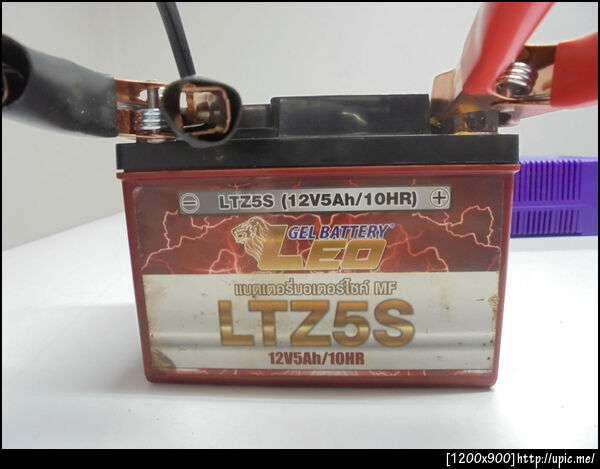 LTZ5S (12V5Ah/10HR)
GEL BATTERY®
LEO
แบตเตอรี่มอเตอร์ไซค์ MF
LTZ5S
12V5Ah/10HR
[1200x900]http://upic.me/